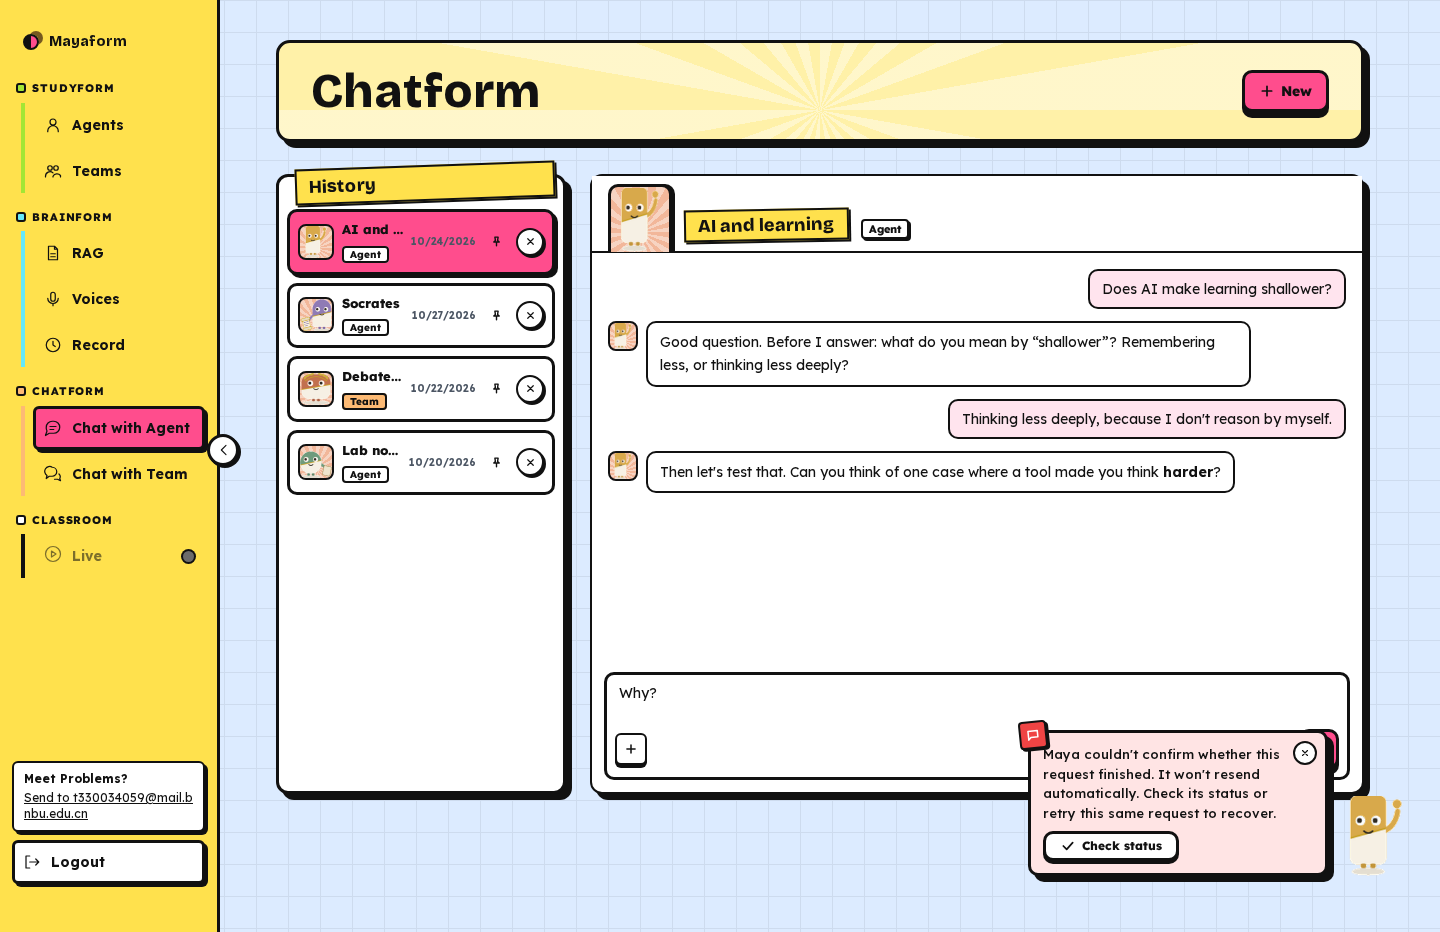 Mayaform
STUDYFORM
Agents
Teams
BRAINFORM
RAG
Voices
Record
CHATFORM
Chat with Agent
Chat with Team
CLASSROOM
Live
Meet Problems?
Send to t330034059@mail.b
nbu.edu.cn
Logout
Chatform
New
History
AI and ...
10/24/2026
Agent
Socrates
10/27/2026
Agent
Debate...
10/22/2026
Team
Lab no...
10/20/2026
Agent
AI and learning
Agent
Does AI make learning shallower?
Good question. Before I answer: what do you mean by “shallower”? Remembering
less, or thinking less deeply?
Thinking less deeply, because I don't reason by myself.
Then let's test that. Can you think of one case where a tool made you think harder?
Why?
Maya couldn't confirm whether this
request finished. It won't resend
automatically. Check its status or
retry this same request to recover.
Check status